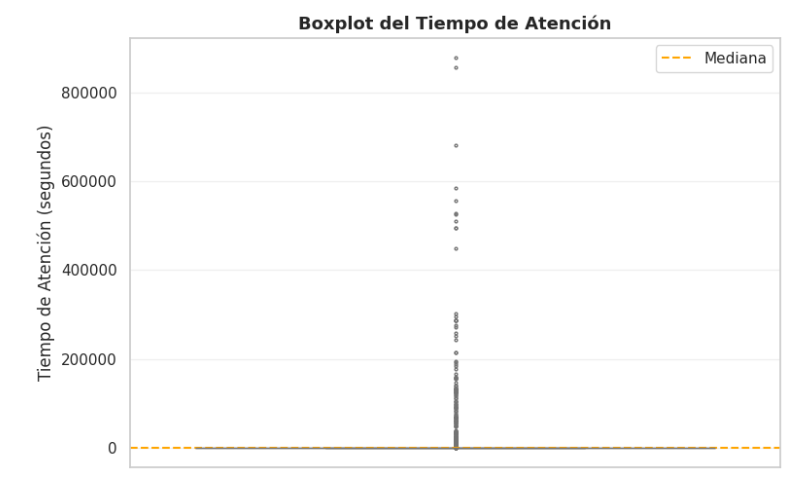 Boxplot del Tiempo de Atención
Mediana
Tiempo de Atención (segundos)
800000
600000
400000
200000
0